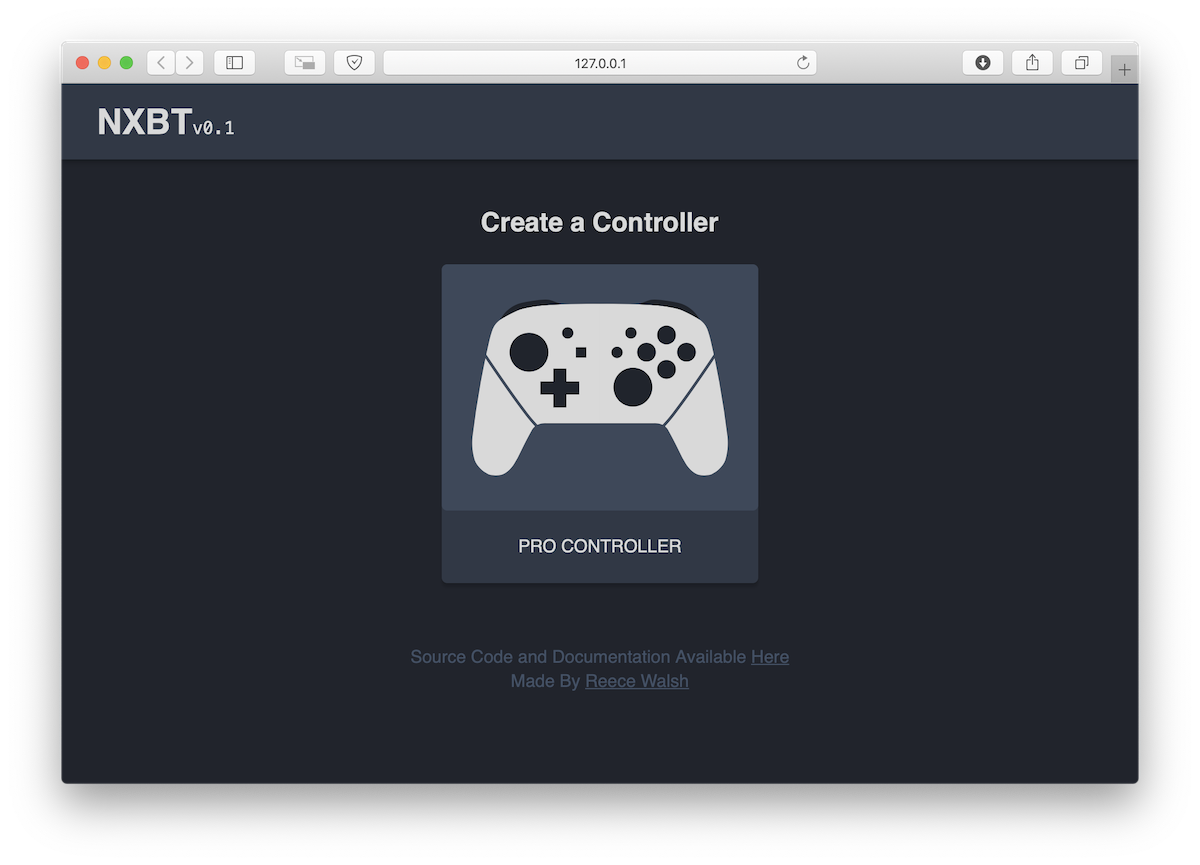 127.0.0.1
NXBTv0.1
Create a Controller
PRO CONTROLLER
Source Code and Documentation Available Here
Made By Reece Walsh